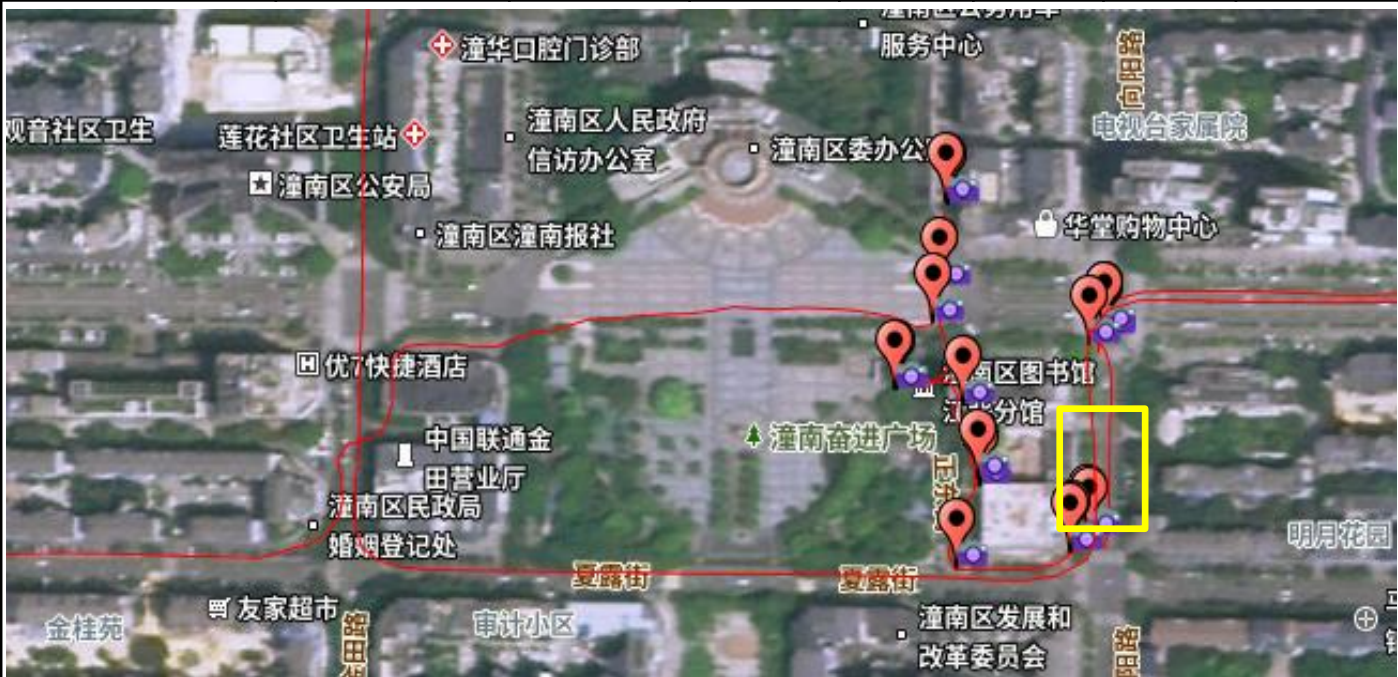 服务中心
潼华口腔门诊部
向阳路
电视台家属院
观音社区卫生
莲花社区卫生站
潼南区人民政府
信访办公室
潼南区委办公
潼南区公安局
潼南区潼南报社
华堂购物中心
优7快捷酒店
南区图书馆
分馆
潼南奋进广场
中国联通金
田营业厅
潼南区民政局
婚姻登记处
明月花园
夏露街
夏露街
友家超市
金桂苑
审计小区
潼南区发展和
改革委员会